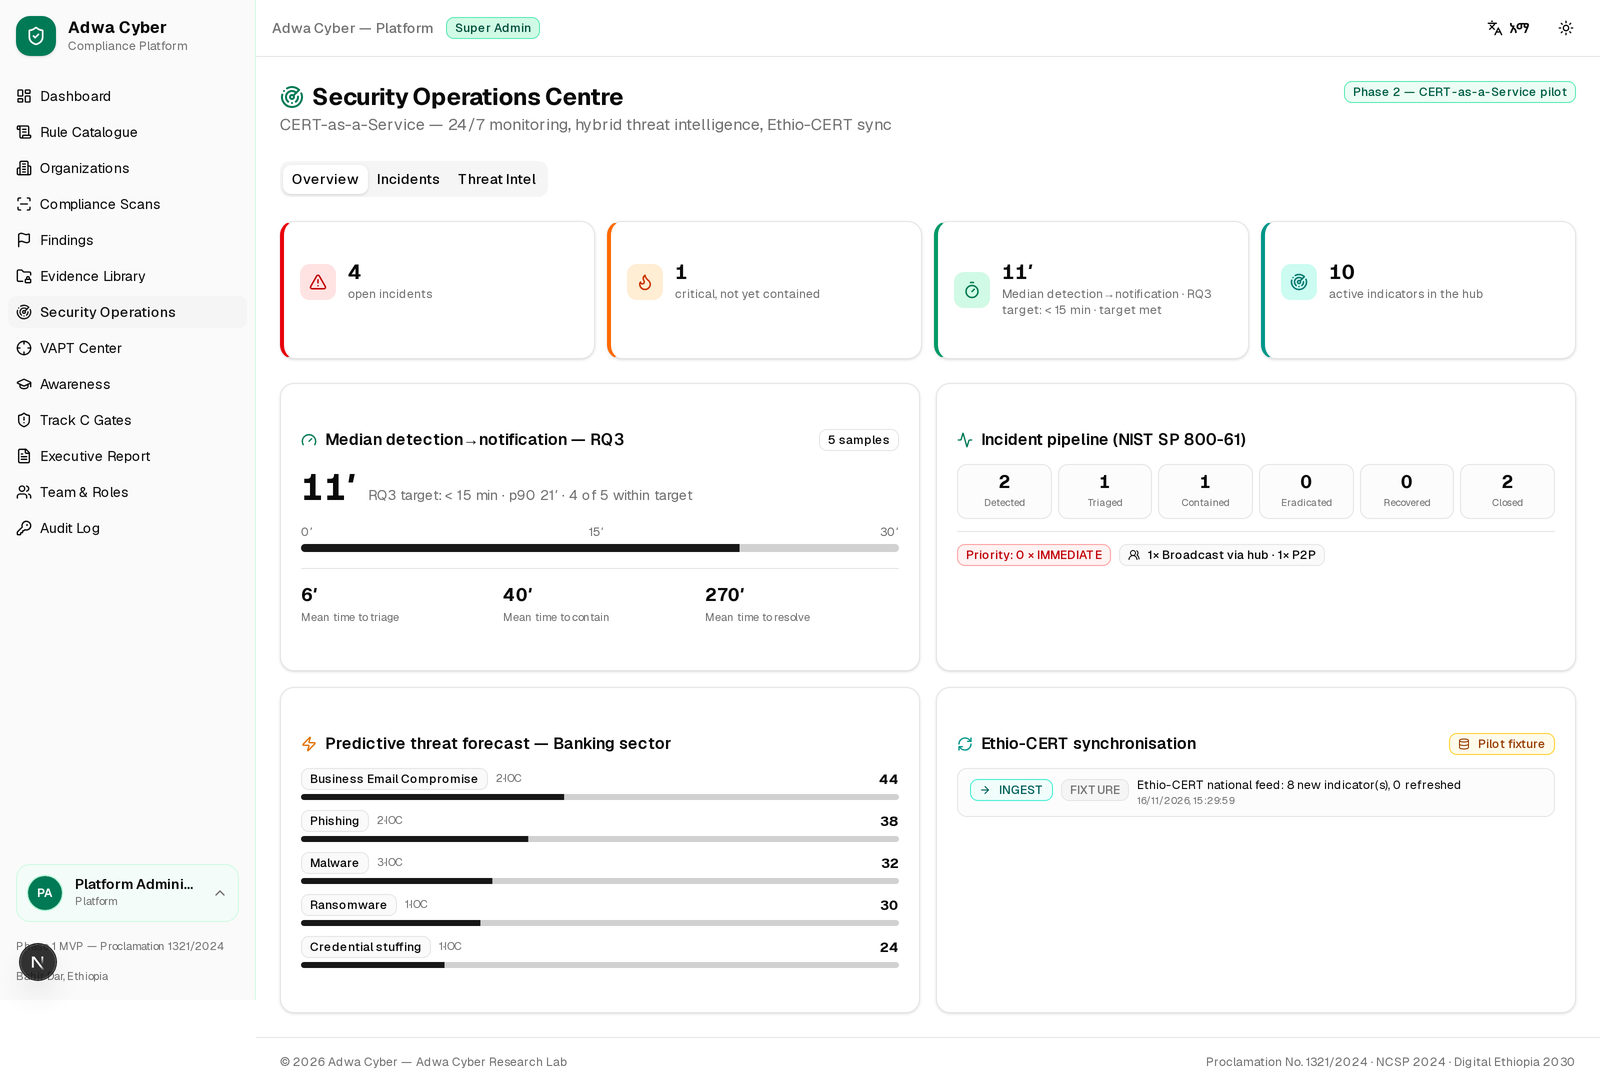 Adwa Cyber
Compliance Platform
Dashboard
Rule Catalogue
Organizations
Compliance Scans
Findings
Evidence Library
Security Operations
VAPT Center
Awareness
Track C Gates
Executive Report
Team & Roles
Audit Log
PA
Platform Admini...
Platform
Phase 1 MVP — Proclamation 1321/2024
N
Dar, Ethiopia
Adwa Cyber — Platform
Super Admin
አማ
Security Operations Centre
Phase 2 — CERT-as-a-Service pilot
CERT-as-a-Service — 24/7 monitoring, hybrid threat intelligence, Ethio-CERT sync
Overview
Incidents
Threat Intel
4
open incidents
1
critical, not yet contained
11′
Median detection→notification · RQ3
target: < 15 min · target met
10
active indicators in the hub
Median detection→notification — RQ3
5 samples
11′ RQ3 target: < 15 min · p90 21′ · 4 of 5 within target
0′ 15′ 30′
6′ 40′ 270′
Mean time to triage Mean time to contain Mean time to resolve
Incident pipeline (NIST SP 800-61)
2 1 1 0 0 2
Detected Triaged Contained Eradicated Recovered Closed
Priority: 0 × IMMEDIATE
1× Broadcast via hub · 1× P2P
Predictive threat forecast — Banking sector
Business Email Compromise 2 IOC 44
Phishing 2 IOC 38
Malware 3 IOC 32
Ransomware 1 IOC 30
Credential stuffing 1 IOC 24
Ethio-CERT synchronisation
Pilot fixture
→ INGEST FIXTURE Ethio-CERT national feed: 8 new indicator(s), 0 refreshed
16/11/2026, 15:29:59
© 2026 Adwa Cyber — Adwa Cyber Research Lab
Proclamation No. 1321/2024 · NCSP 2024 · Digital Ethiopia 2030